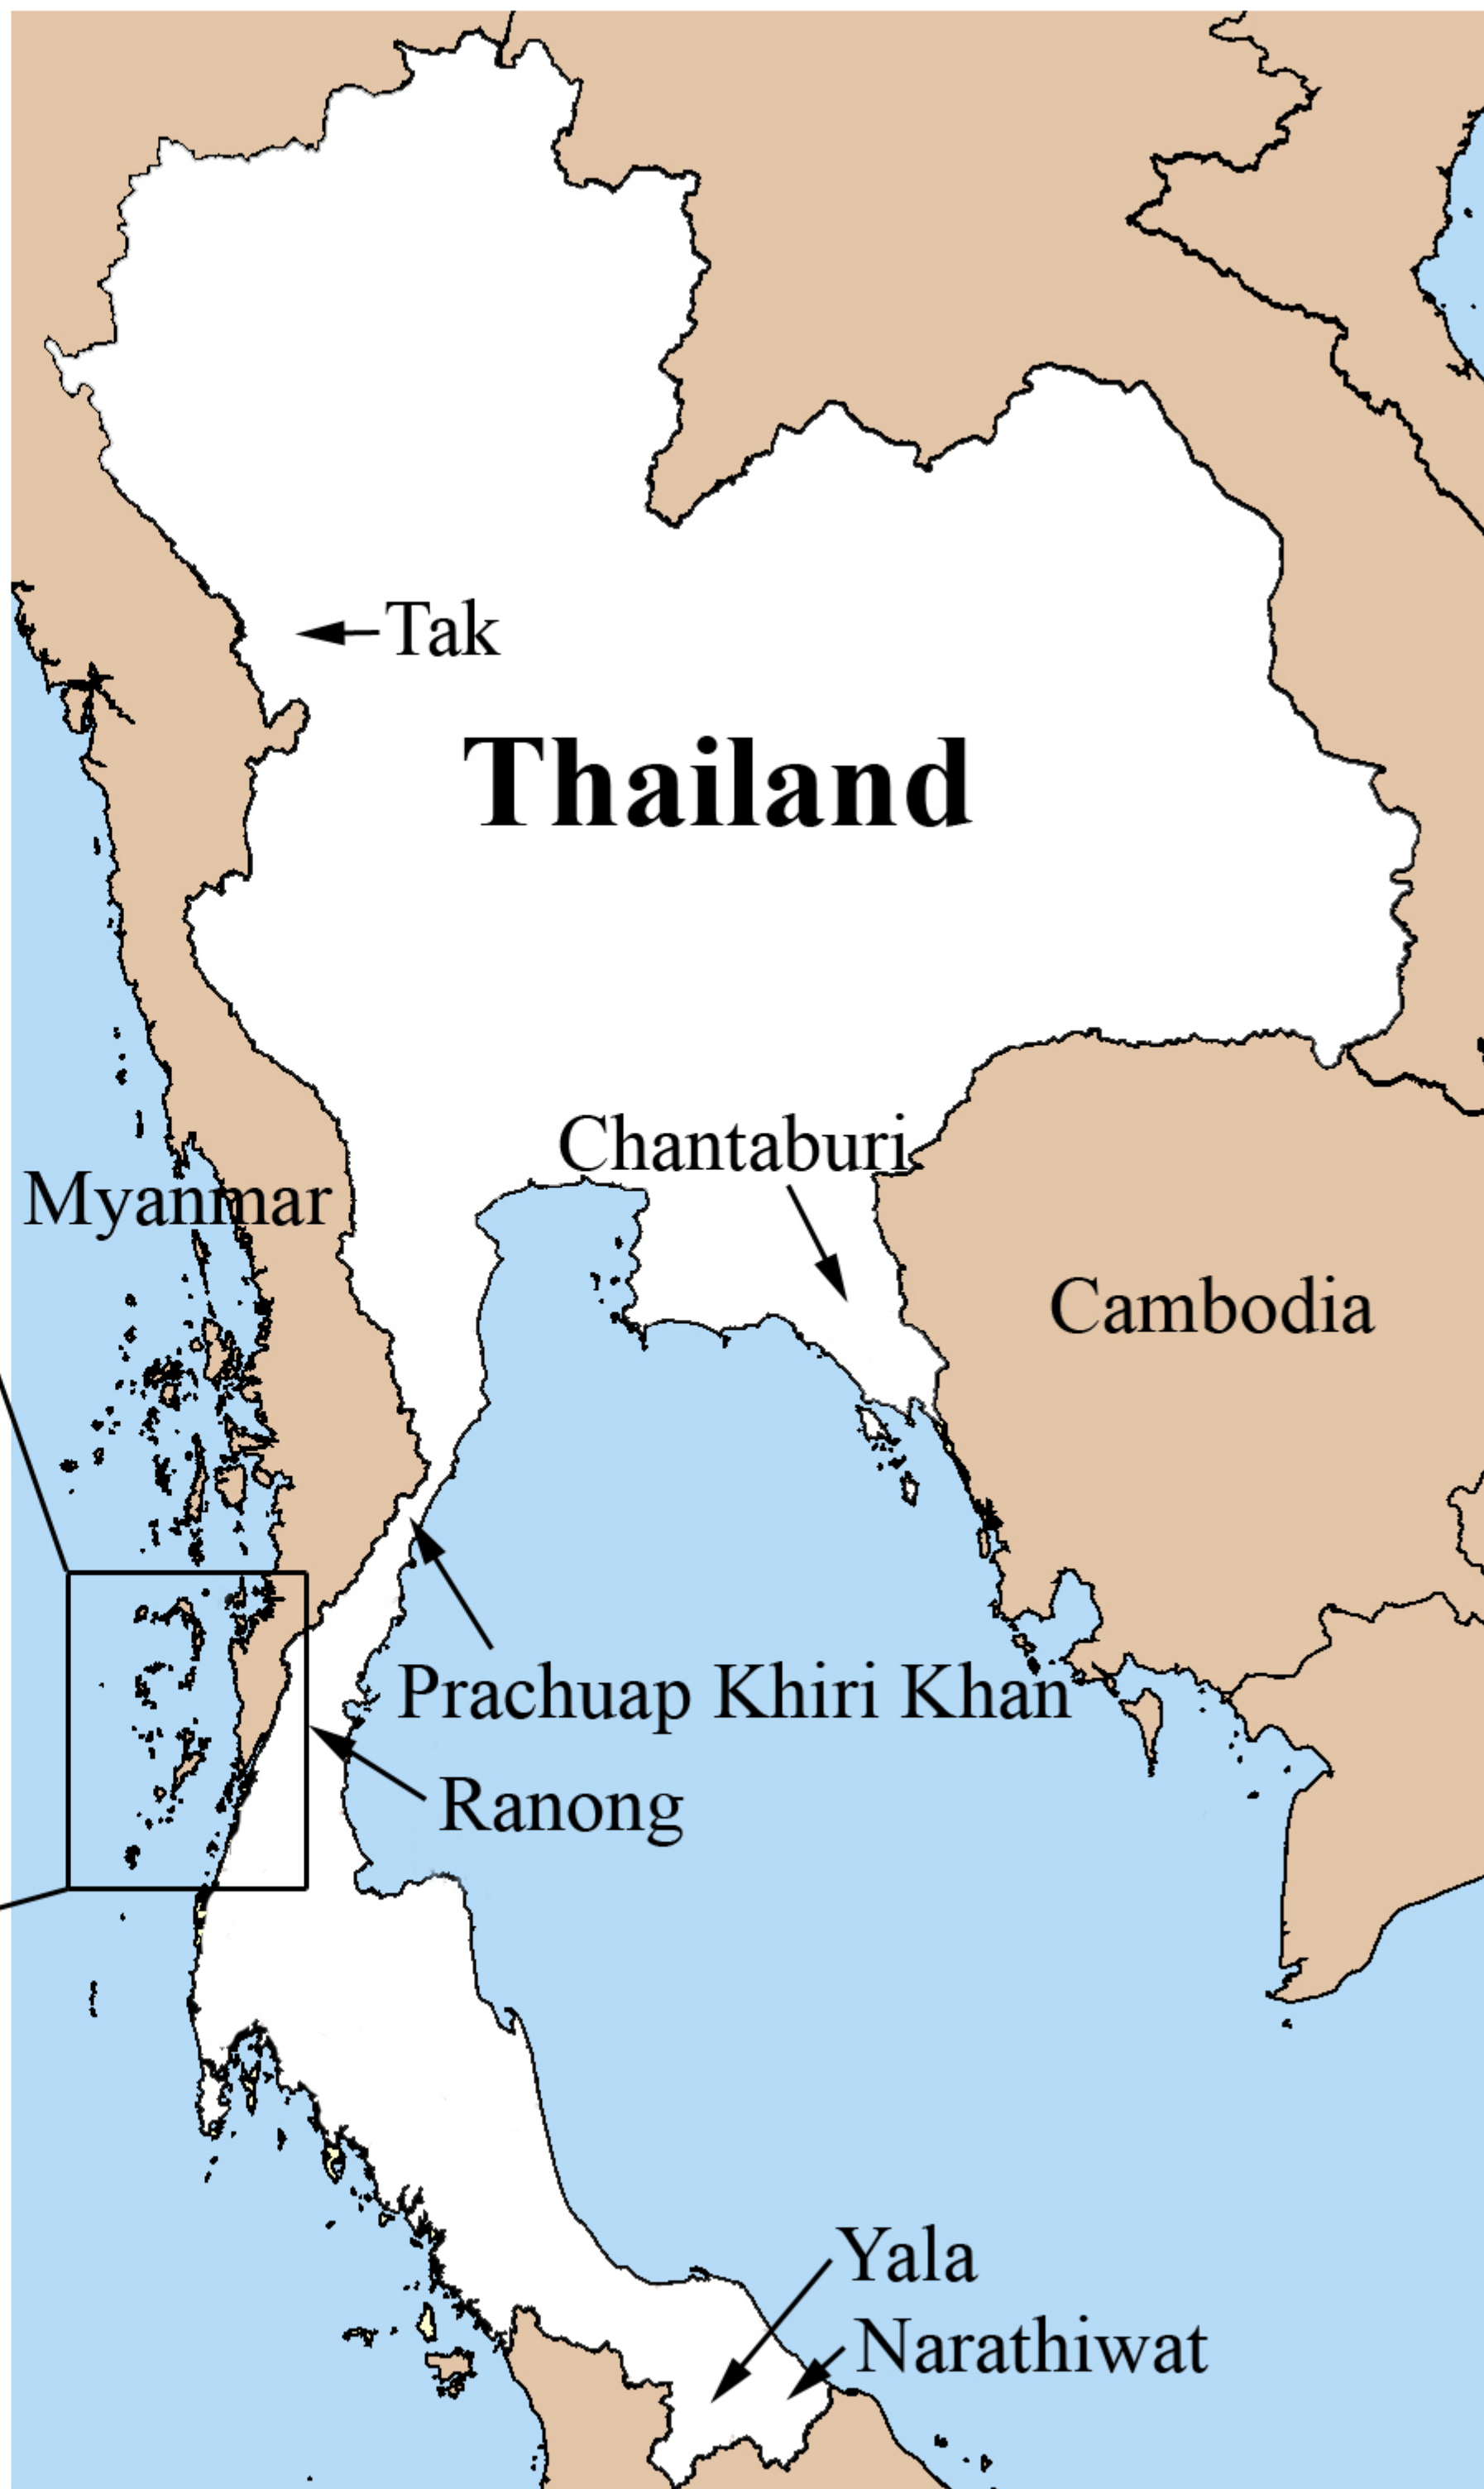 Tak
Thailand
Chantaburi
Myanmar
Cambodia
Prachuap Khiri Khan
Ranong
Yala
Narathiwat